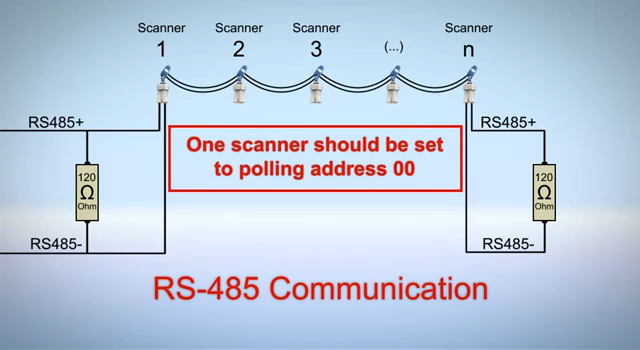 Scanner Scanner Scanner Scanner
1 2 3 (...) n
RS485+ RS485+
One scanner should be set
to polling address 00
120 120
Ω Ω
Ohm Ohm
RS485- RS485-
RS-485 Communication